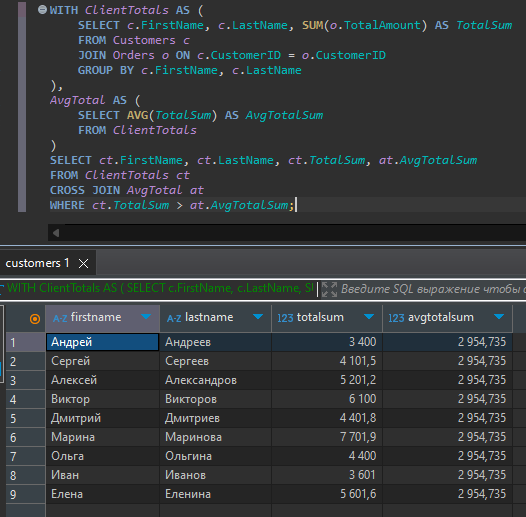 WITH ClientTotals AS (
SELECT c.FirstName, c.LastName, SUM(o.TotalAmount) AS TotalSum
FROM Customers c
JOIN Orders o ON c.CustomerID = o.CustomerID
GROUP BY c.FirstName, c.LastName
),
AvgTotal AS (
SELECT AVG(TotalSum) AS AvgTotalSum
FROM ClientTotals
)
SELECT ct.FirstName, ct.LastName, ct.TotalSum, at.AvgTotalSum
FROM ClientTotals ct
CROSS JOIN AvgTotal at
WHERE ct.TotalSum > at.AvgTotalSum;
customers 1
WITH ClientTotals AS ( SELECT c.FirstName, c.LastName, SU Введите SQL выражение чтобы о
A-Z firstname A-Z lastname 123 totalsum 123 avgtotalsum
1 Андрей Андреев 3 400 2 954,735
2 Сергей Сергеев 4 101,5 2 954,735
3 Алексей Александров 5 201,2 2 954,735
4 Виктор Викторов 6 100 2 954,735
5 Дмитрий Дмитриев 4 401,8 2 954,735
6 Марина Маринова 7 701,9 2 954,735
7 Ольга Ольгина 4 400 2 954,735
8 Иван Иванов 3 601 2 954,735
9 Елена Еленина 5 601,6 2 954,735